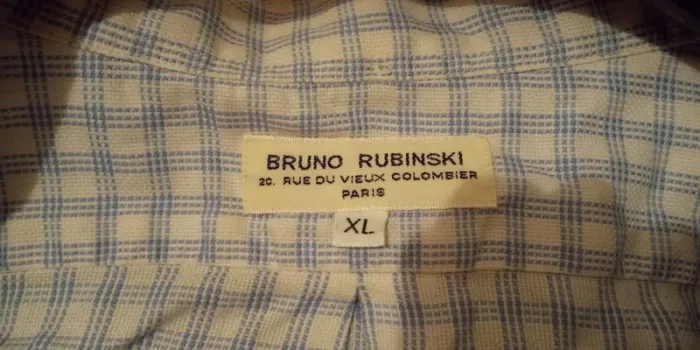 BRUNO RUBINSKI
20. RUE DU VIEUX COLOMBIER
PARIS
XL